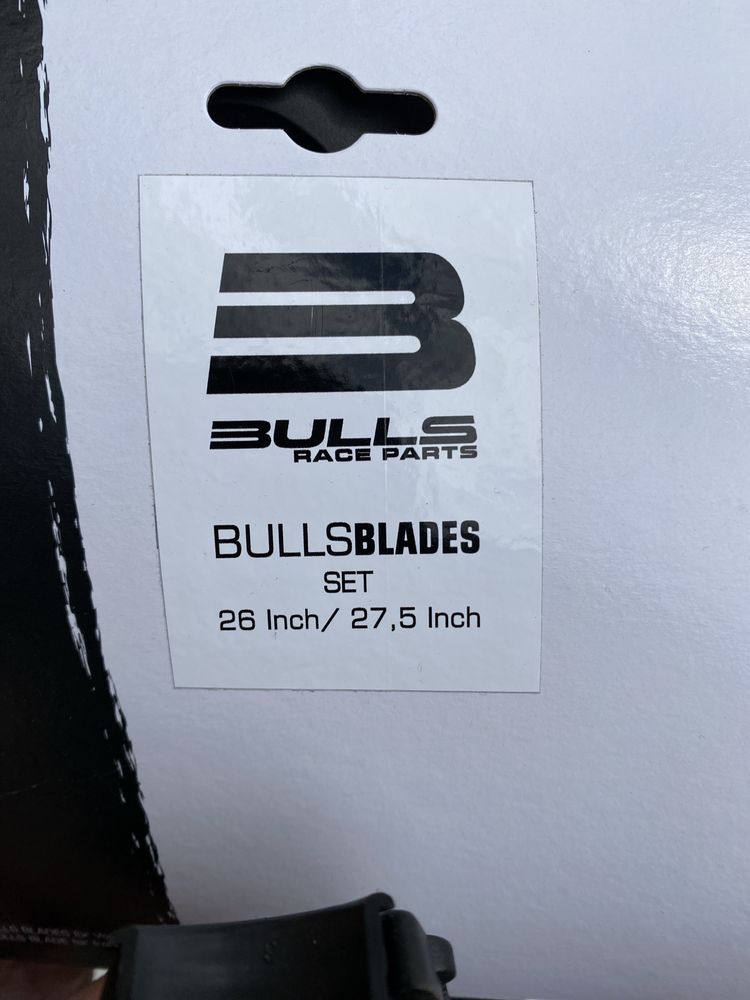 BULLS
RACE PARTS
BULLSBLADES
SET
26 Inch/ 27,5 Inch